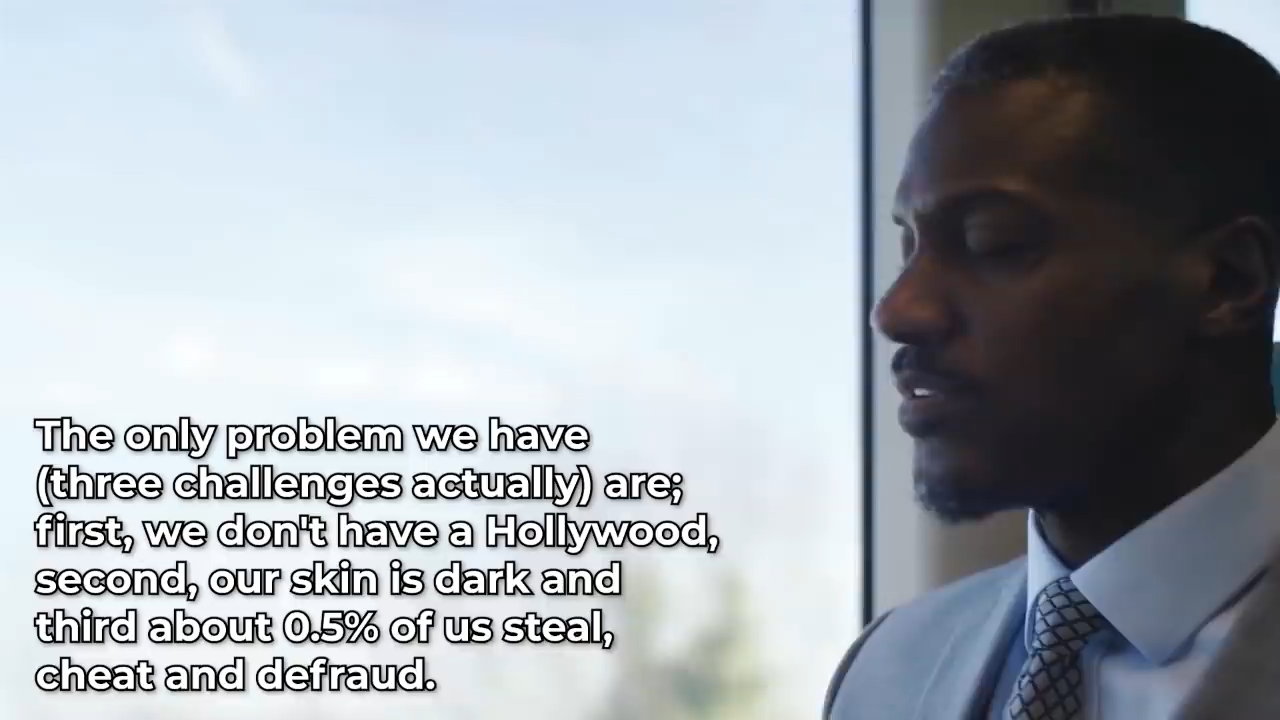 The only problem we have
(three challenges actually) are;
first, we don't have a Hollywood,
second, our skin is dark and
third about 0.5% of us steal,
cheat and defraud.